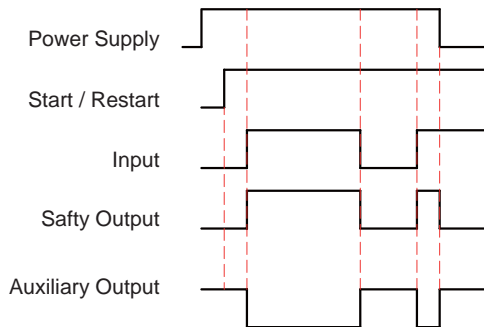 Power Supply
Start / Restart
Input
Safty Output
Auxiliary Output